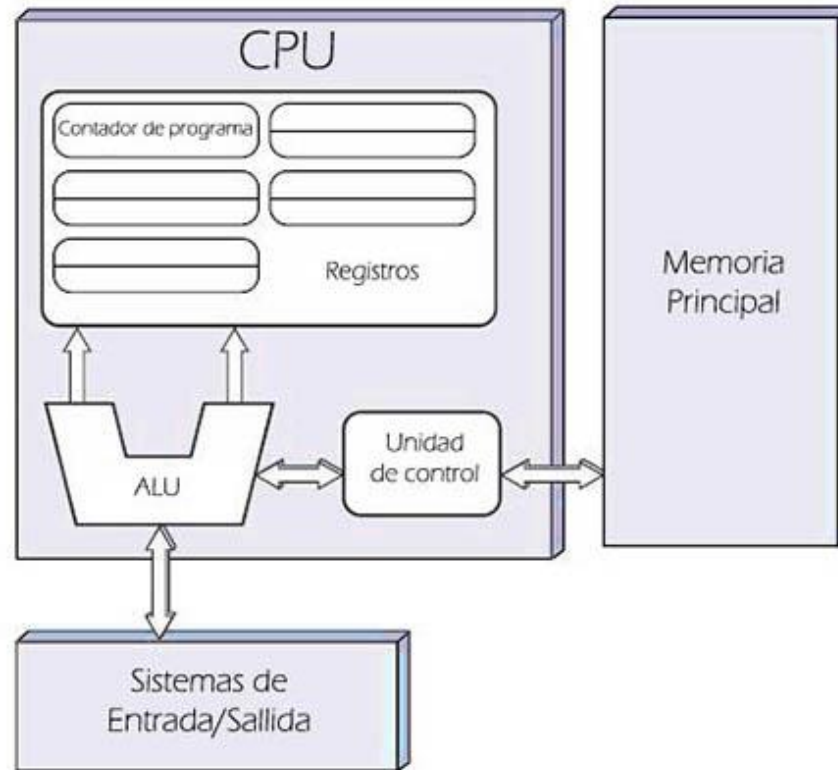 CPU
Contador de programa
Registros
Memoria
Principal
Unidad
de control
ALU
Sistemas de
Entrada/Sallida